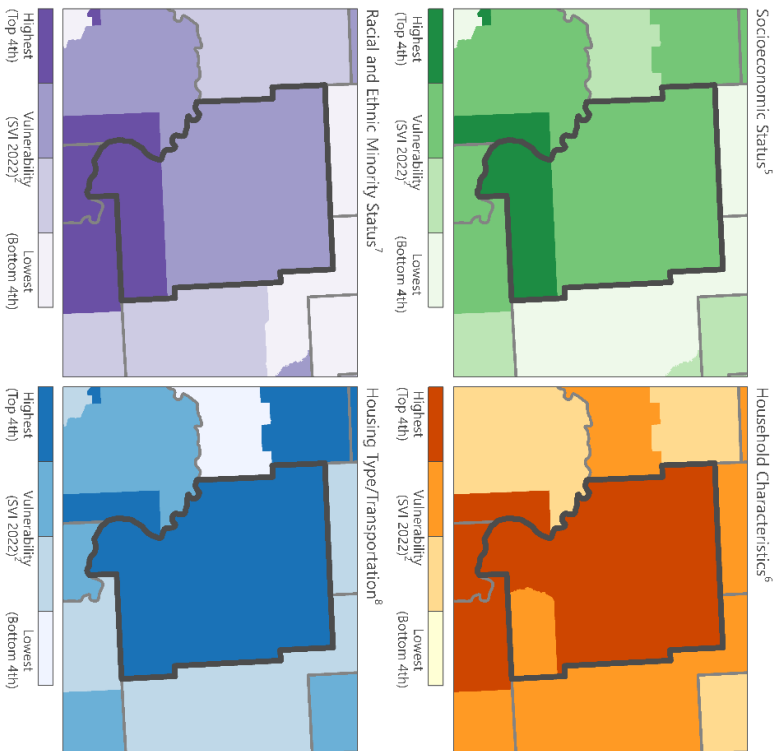 Socioeconomic Status⁵
Highest
(Top 4th)
Vulnerability
(SVI 2022)²
Lowest
(Bottom 4th)
Household Characteristics⁶
Highest
(Top 4th)
Vulnerability
(SVI 2022)²
Lowest
(Bottom 4th)
Racial and Ethnic Minority Status⁷
Highest
(Top 4th)
Vulnerability
(SVI 2022)²
Lowest
(Bottom 4th)
Housing Type/Transportation⁸
Highest
(Top 4th)
Vulnerability
(SVI 2022)²
Lowest
(Bottom 4th)